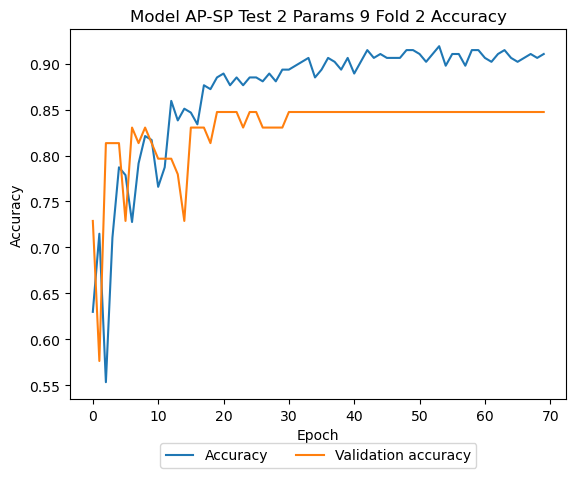 Model AP-SP Test 2 Params 9 Fold 2 Accuracy
0.90
0.85
0.80
0.75
0.70
0.65
0.60
0.55
Accuracy
0 10 20 30 40 50 60 70
Epoch
Accuracy Validation accuracy